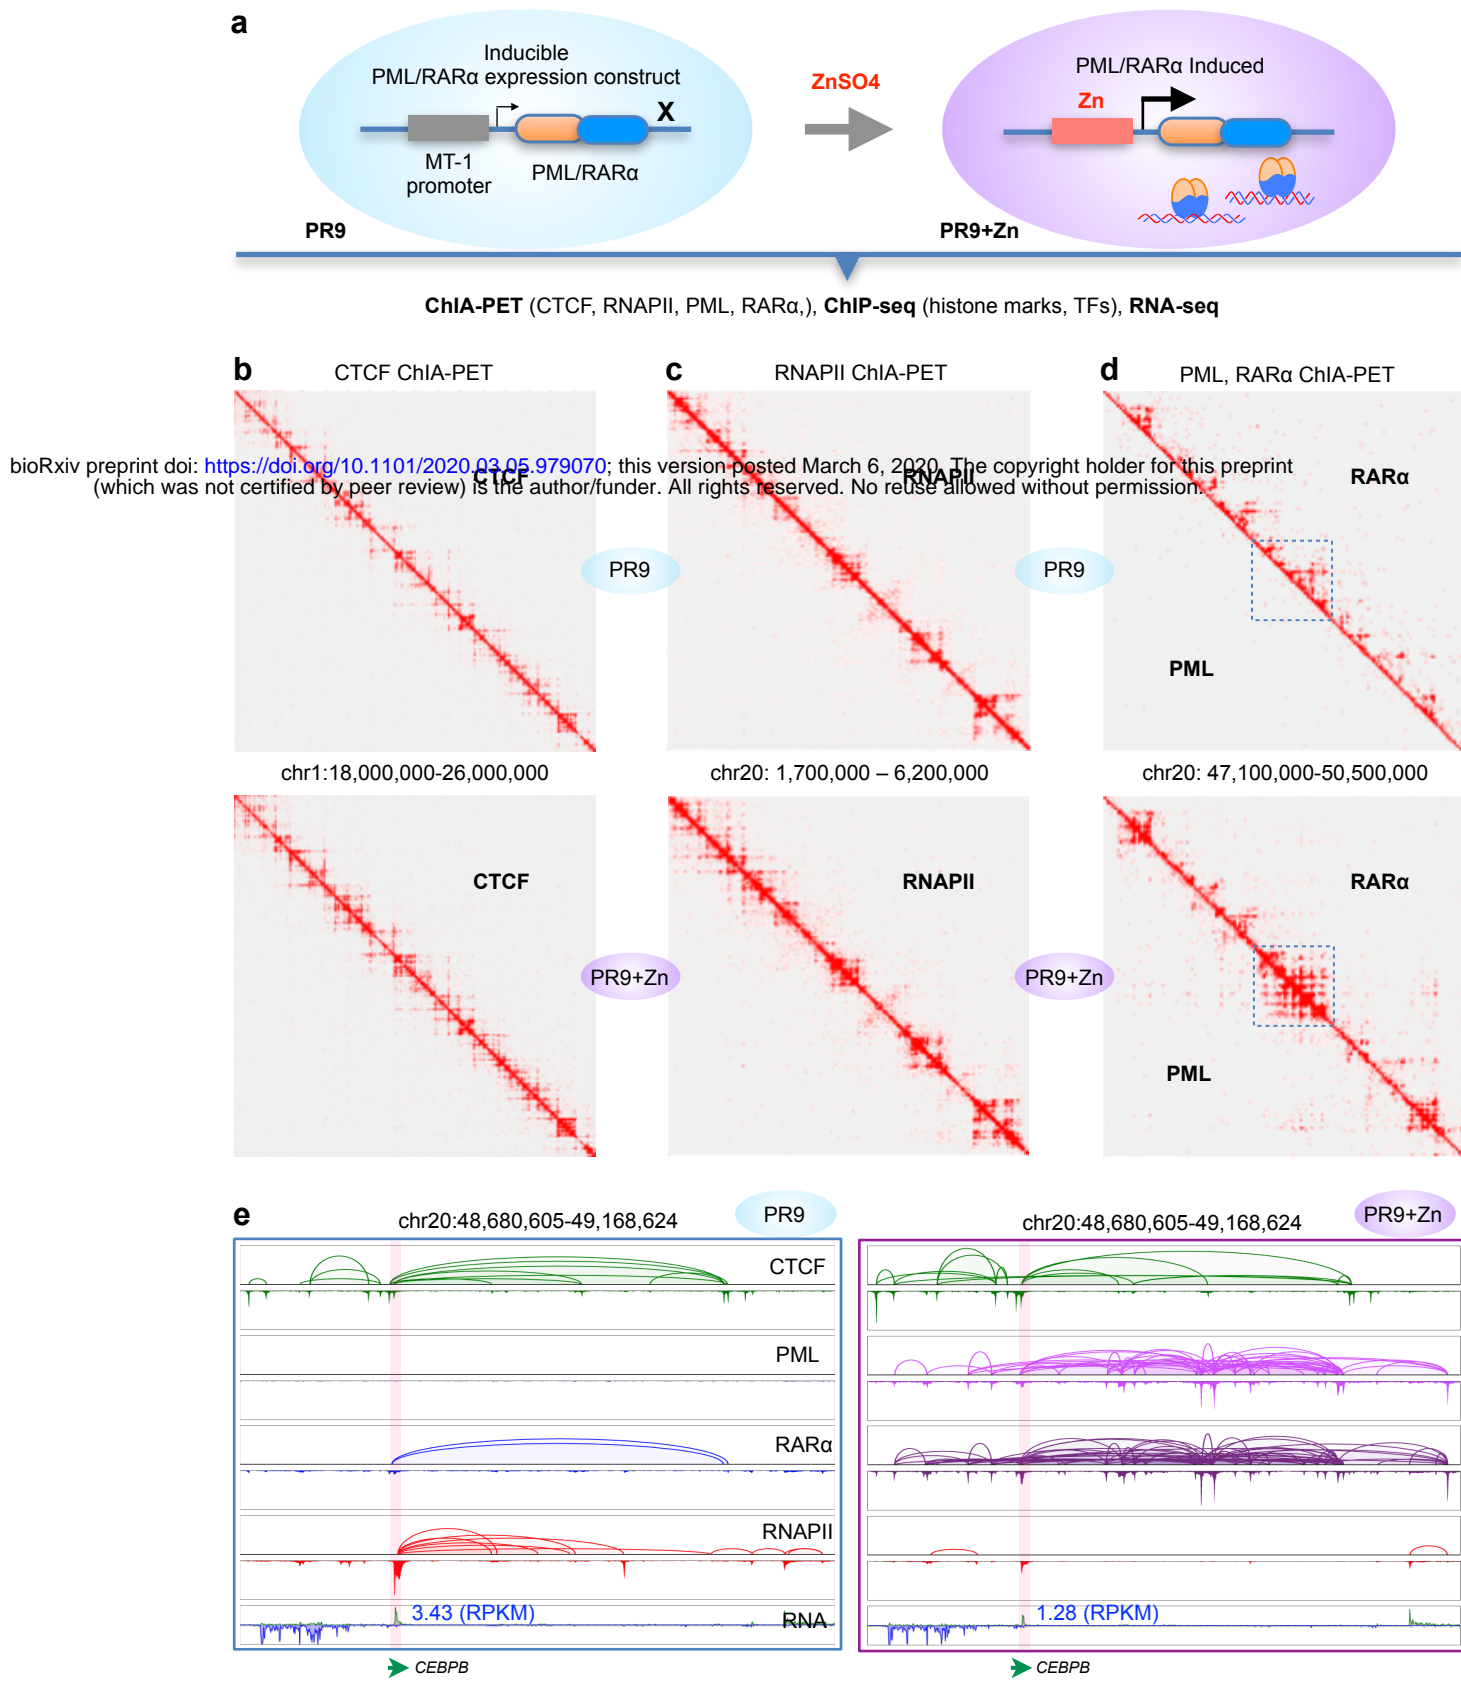 a
Inducible
PML/RARα expression construct
X
MT-1
promoter
PML/RARα
PR9
ZnSO4
PML/RARα Induced
Zn
PR9+Zn
ChIA-PET (CTCF, RNAPII, PML, RARα,), ChIP-seq (histone marks, TFs), RNA-seq
b
CTCF ChIA-PET
c
RNAPII ChIA-PET
d
PML, RARα ChIA-PET
bioRxiv preprint doi: https://doi.org/10.1101/2020.03.05.979070; this version posted March 6, 2020. The copyright holder for this preprint
(which was not certified by peer review) is the author/funder. All rights reserved. No reuse allowed without permission.
CTCF
RNAPII
RARα
PR9
PR9
PML
chr1:18,000,000-26,000,000
chr20: 1,700,000 – 6,200,000
chr20: 47,100,000-50,500,000
CTCF
RNAPII
RARα
PR9+Zn
PR9+Zn
PML
e
chr20:48,680,605-49,168,624
PR9
chr20:48,680,605-49,168,624
PR9+Zn
CTCF
PML
RARα
RNAPII
3.43 (RPKM)
RNA
1.28 (RPKM)
CEBPB
CEBPB